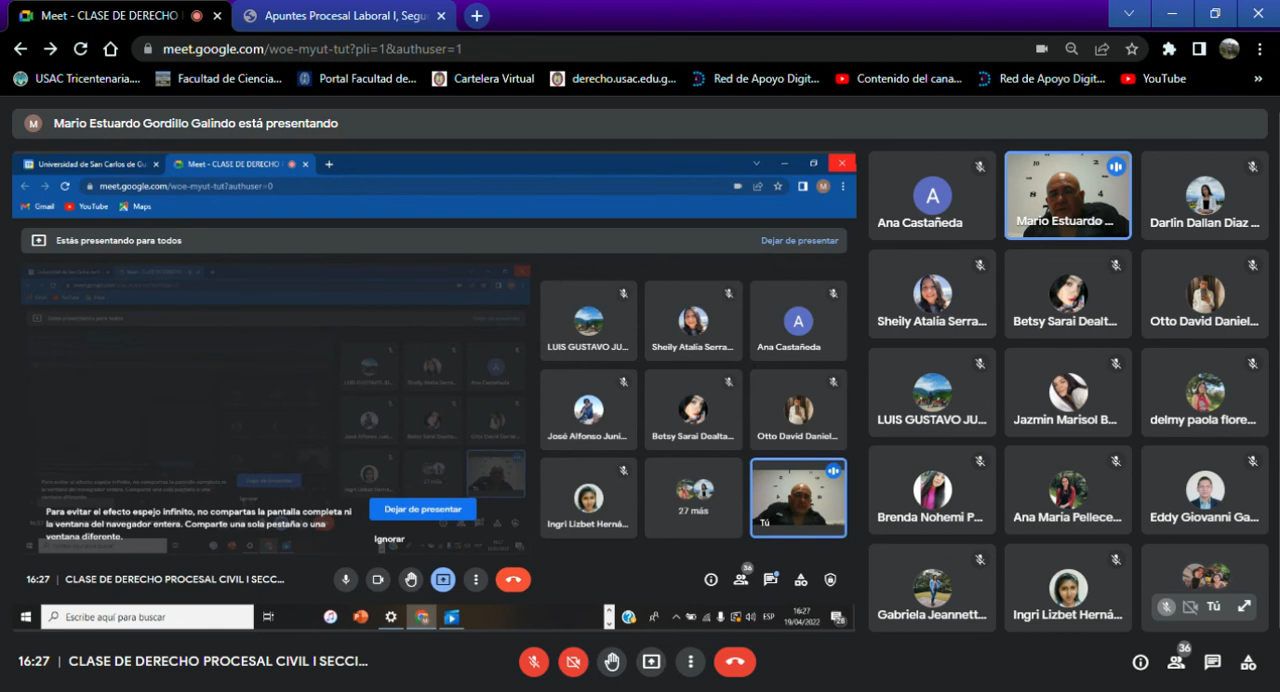 Meet - CLASE DE DERECHO
Apuntes Procesal Laboral I, Segu
meet.google.com/woe-myut-tut?pli=1&authuser=1
USAC Tricentenaria....
Facultad de Ciencia...
Portal Facultad de...
Cartelera Virtual
derecho.usac.edu.g...
Red de Apoyo Digit...
Contenido del cana...
Red de Apoyo Digit...
YouTube
»
M
Mario Estuardo Gordillo Galindo está presentando
Universidad de San Carlos de Gu
Meet - CLASE DE DERECHO
meet.google.com/woe-myut-tut?authuser=0
M
Gmail
YouTube
Maps
Estás presentando para todos
Dejar de presentar
LUIS GUSTAVO JU...
Sheily Atalía Serra...
A
Ana Castañeda
José Alfonso Juni...
Betsy Sarai Dealta...
Otto David Daniel...
Ingri Lizbet Herná...
27 más
Tú
Para evitar el efecto espejo infinito, no compartas la pantalla completa ni
la ventana del navegador entera. Comparte una sola pestaña o una
ventana diferente.
Dejar de presentar
Ignorar
16:27 | CLASE DE DERECHO PROCESAL CIVIL I SECC...
36
Escribe aquí para buscar
ESP
16:27
19/04/2022
28
A
Ana Castañeda
Mario Estuardo ...
Darlin Dallan Diaz ...
Sheily Atalía Serra...
Betsy Sarai Dealt...
Otto David Daniel...
LUIS GUSTAVO JU...
Jazmin Marisol B...
delmy paola flore...
Brenda Nohemi P...
Ana Maria Pellece...
Eddy Giovanni Ga...
Gabriela Jeannett...
Ingri Lizbet Herná...
Tú
16:27 | CLASE DE DERECHO PROCESAL CIVIL I SECCI...
36